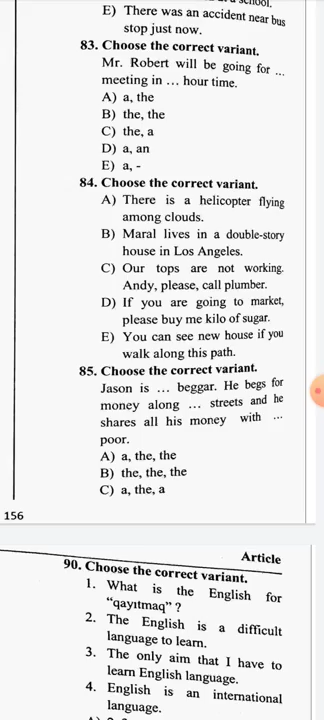 E) There was an accident near bus
stop just now.
83. Choose the correct variant.
Mr. Robert will be going for ...
meeting in ... hour time.
A) a, the
B) the, the
C) the, a
D) a, an
E) a, -
84. Choose the correct variant.
A) There is a helicopter flying
among clouds.
B) Maral lives in a double-story
house in Los Angeles.
C) Our tops are not working.
Andy, please, call plumber.
D) If you are going to market,
please buy me kilo of sugar.
E) You can see new house if you
walk along this path.
85. Choose the correct variant.
Jason is ... beggar. He begs for
money along ... streets and he
shares all his money with ...
poor.
A) a, the, the
B) the, the, the
C) a, the, a
156
Article
90. Choose the correct variant.
1. What is the English for
“qayıtmaq” ?
2. The English is a difficult
language to learn.
3. The only aim that I have to
learn English language.
4. English is an international
language.